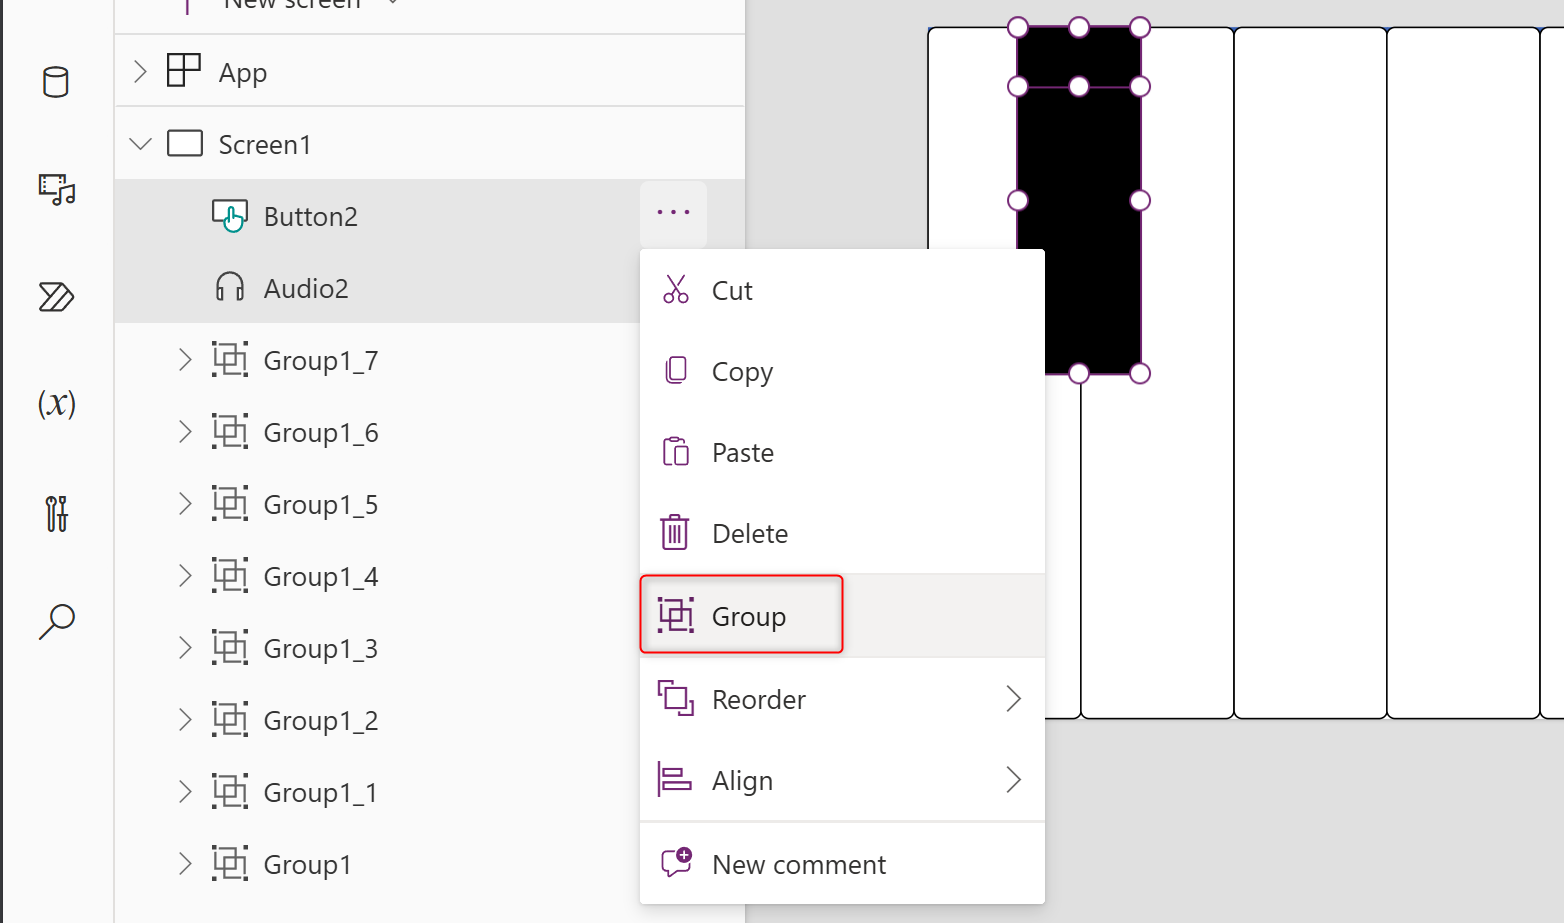 New screen
App
Screen1
Button2
Audio2
Group1_7
Group1_6
Group1_5
Group1_4
Group1_3
Group1_2
Group1_1
Group1
(x)
Cut
Copy
Paste
Delete
Group
Reorder
Align
New comment